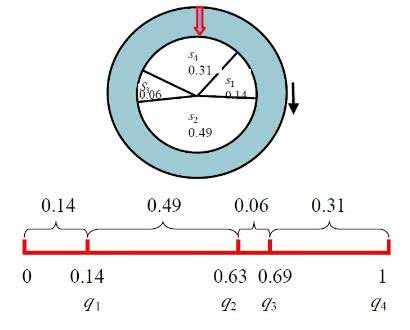 s₄
0.31
s₁
0.14
s₃
0.06
s₂
0.49
0.14 0.49 0.06 0.31
0 0.14 0.63 0.69 1
q₁ q₂ q₃ q₄